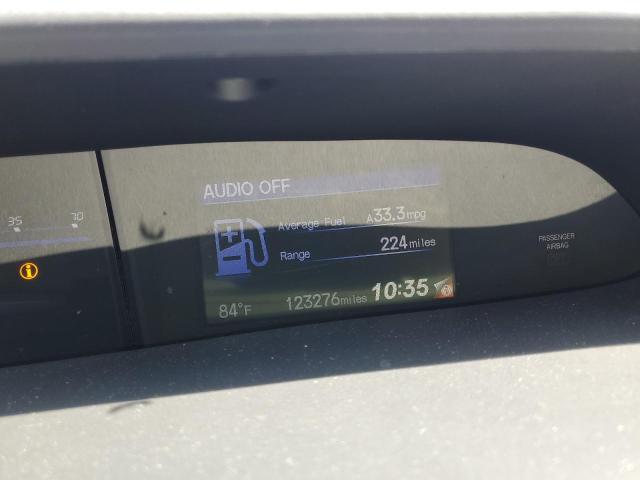 AUDIO OFF
35 70
Average Fuel A33.3mpg
Range 224miles
PASSENGER
AIRBAG
84°F 123276miles 10:35